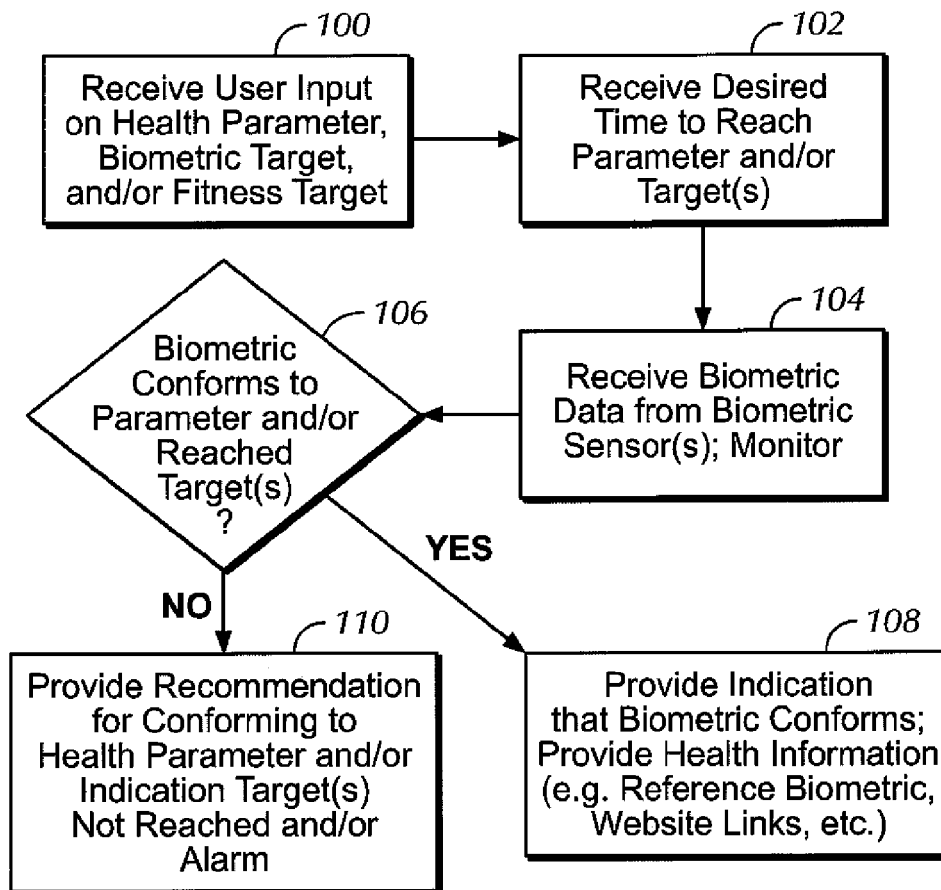 100
Receive User Input
on Health Parameter,
Biometric Target,
and/or Fitness Target
102
Receive Desired
Time to Reach
Parameter and/or
Target(s)
104
Receive Biometric
Data from Biometric
Sensor(s); Monitor
106
Biometric
Conforms to
Parameter and/or
Reached
Target(s)
?
YES
NO
110
Provide Recommendation
for Conforming to
Health Parameter and/or
Indication Target(s)
Not Reached and/or
Alarm
108
Provide Indication
that Biometric Conforms;
Provide Health Information
(e.g. Reference Biometric,
Website Links, etc.)